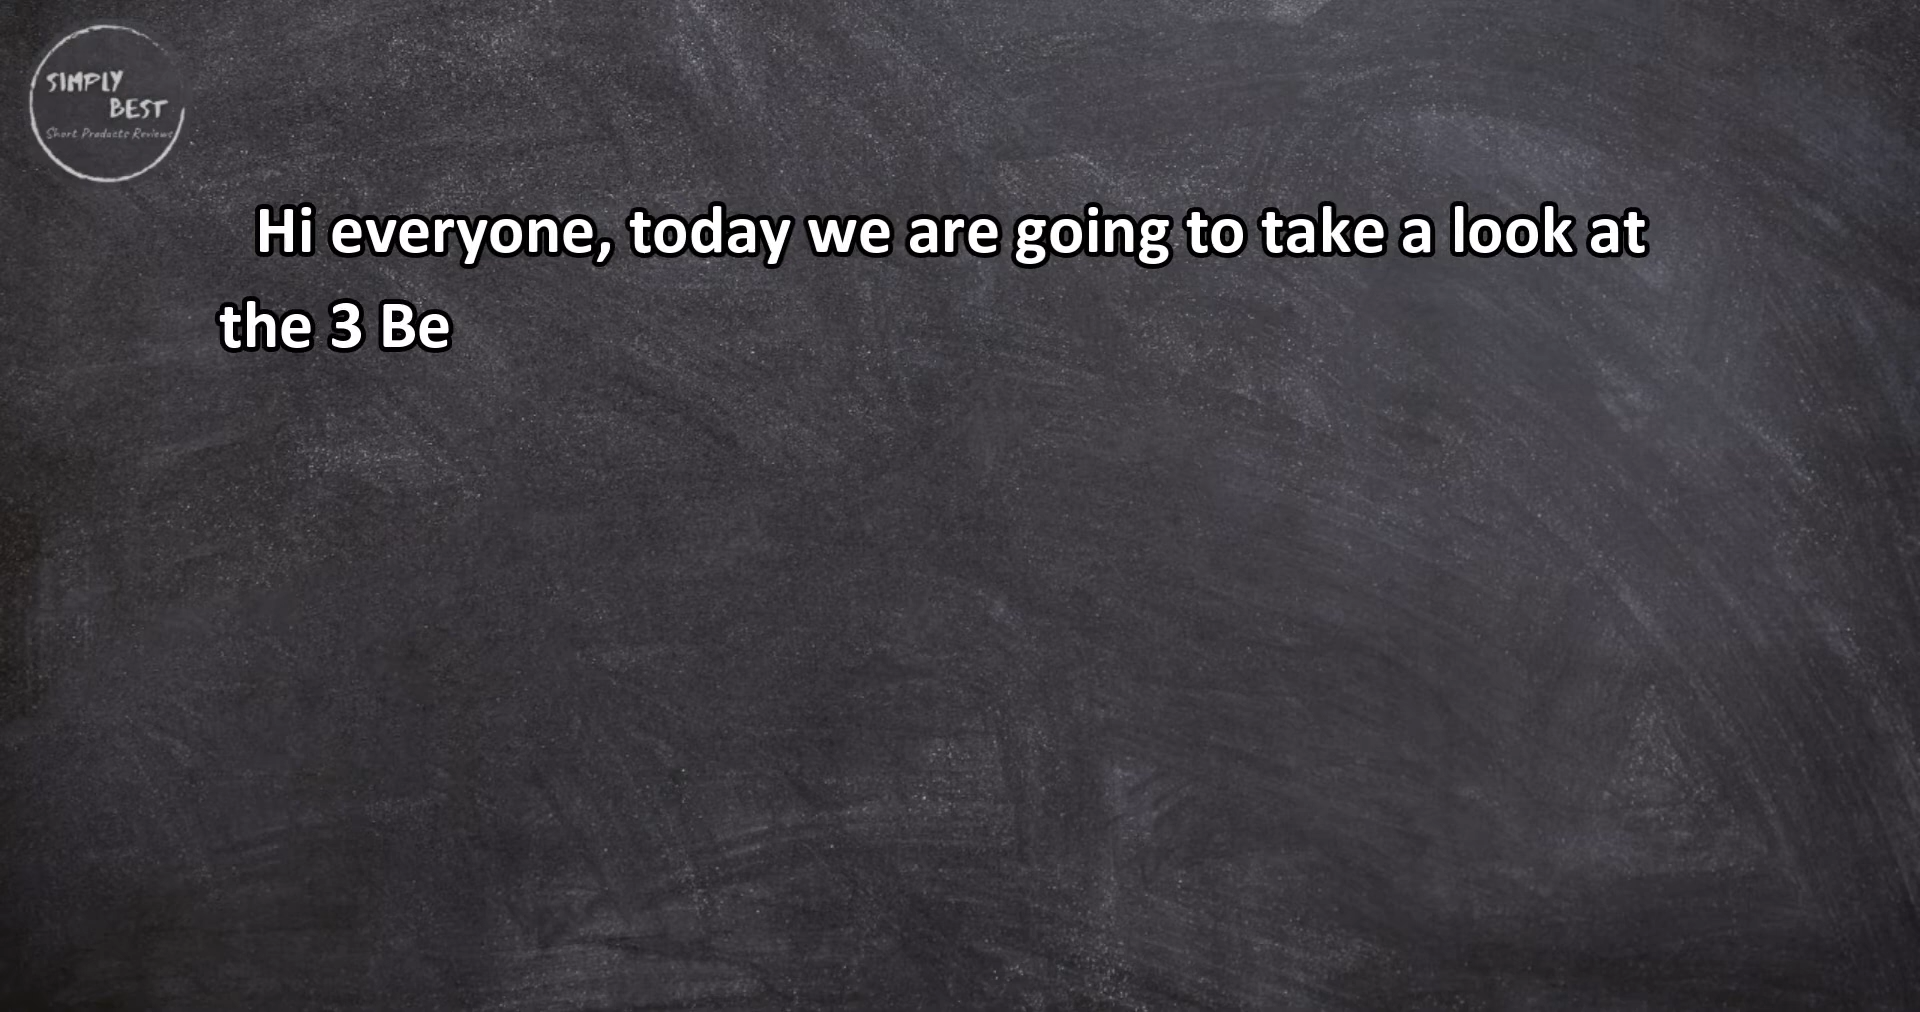 SIMPLY
BEST
Short Products Reviews
Hi everyone, today we are going to take a look at
the 3 Be